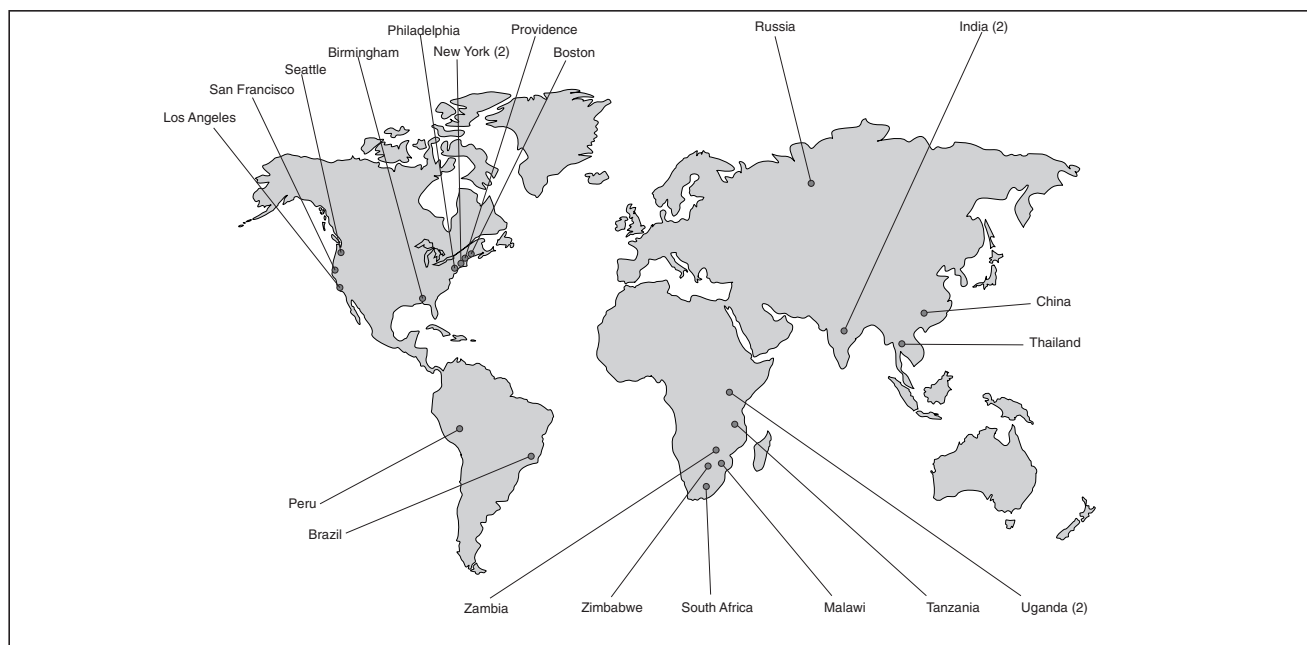 Philadelphia
Providence
Russia
India (2)
Birmingham
New York (2)
Boston
Seattle
San Francisco
Los Angeles
China
Thailand
Peru
Brazil
Zambia
Zimbabwe
South Africa
Malawi
Tanzania
Uganda (2)